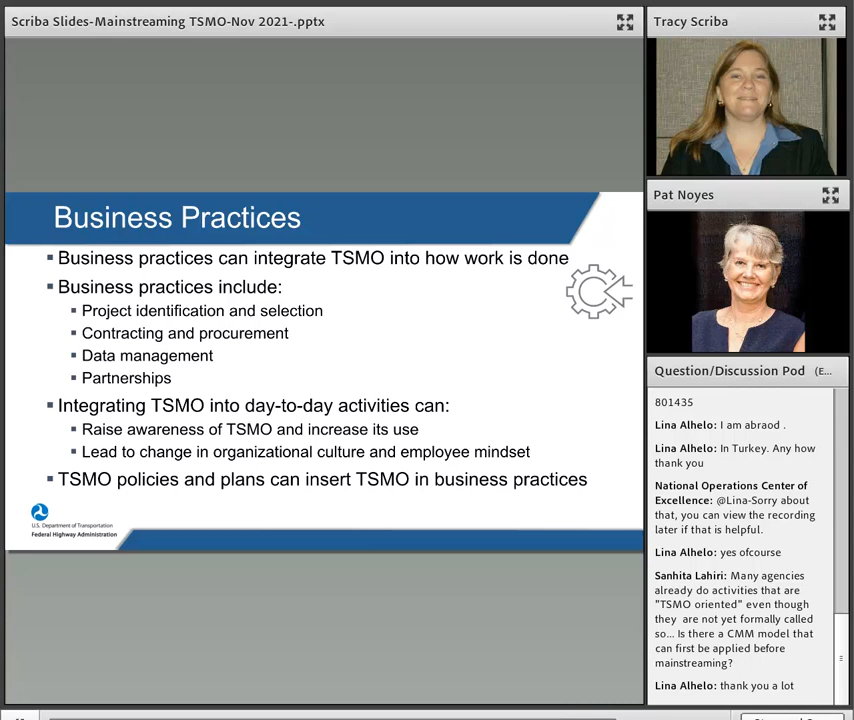 Scriba Slides-Mainstreaming TSMO-Nov 2021-.pptx
Business Practices
Business practices can integrate TSMO into how work is done
Business practices include:
Project identification and selection
Contracting and procurement
Data management
Partnerships
Integrating TSMO into day-to-day activities can:
Raise awareness of TSMO and increase its use
Lead to change in organizational culture and employee mindset
TSMO policies and plans can insert TSMO in business practices
U.S. Department of Transportation
Federal Highway Administration
Tracy Scriba
Pat Noyes
Question/Discussion Pod (E...
801435
Lina Alhelo: I am abraod .
Lina Alhelo: In Turkey. Any how
thank you
National Operations Center of
Excellence: @Lina-Sorry about
that, you can view the recording
later if that is helpful.
Lina Alhelo: yes ofcourse
Sanhita Lahiri: Many agencies
already do activities that are
"TSMO oriented" even though
they are not yet formally called
so... Is there a CMM model that
can first be applied before
mainstreaming?
Lina Alhelo: thank you a lot